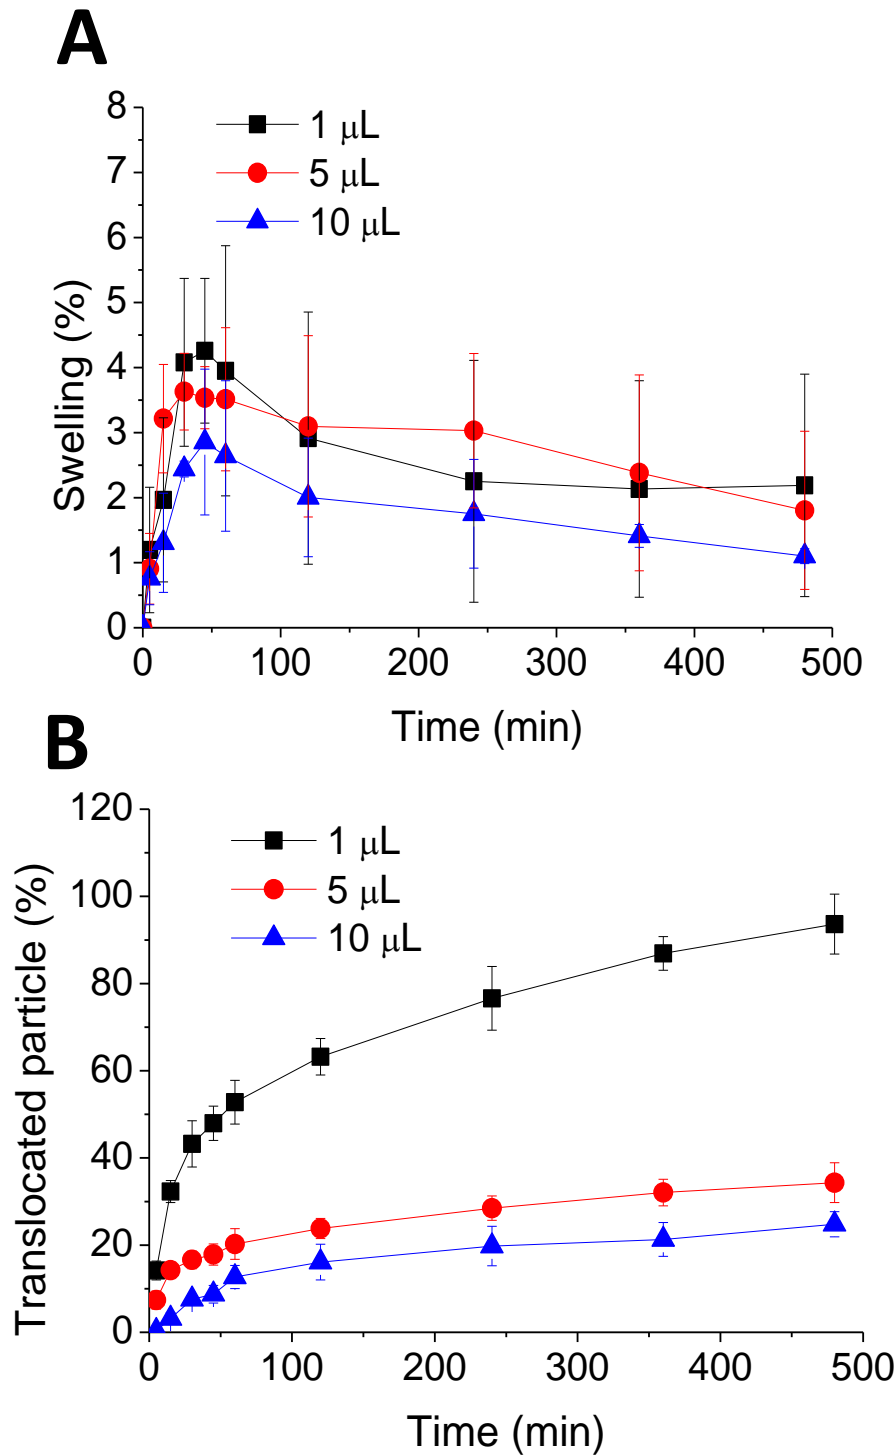 A
8
7
6
5
4
3
2
1
0
Swelling (%)
1 μL
5 μL
10 μL
0 100 200 300 400 500
Time (min)
B
120
100
80
60
40
20
0
Translocated particle (%)
1 μL
5 μL
10 μL
0 100 200 300 400 500
Time (min)